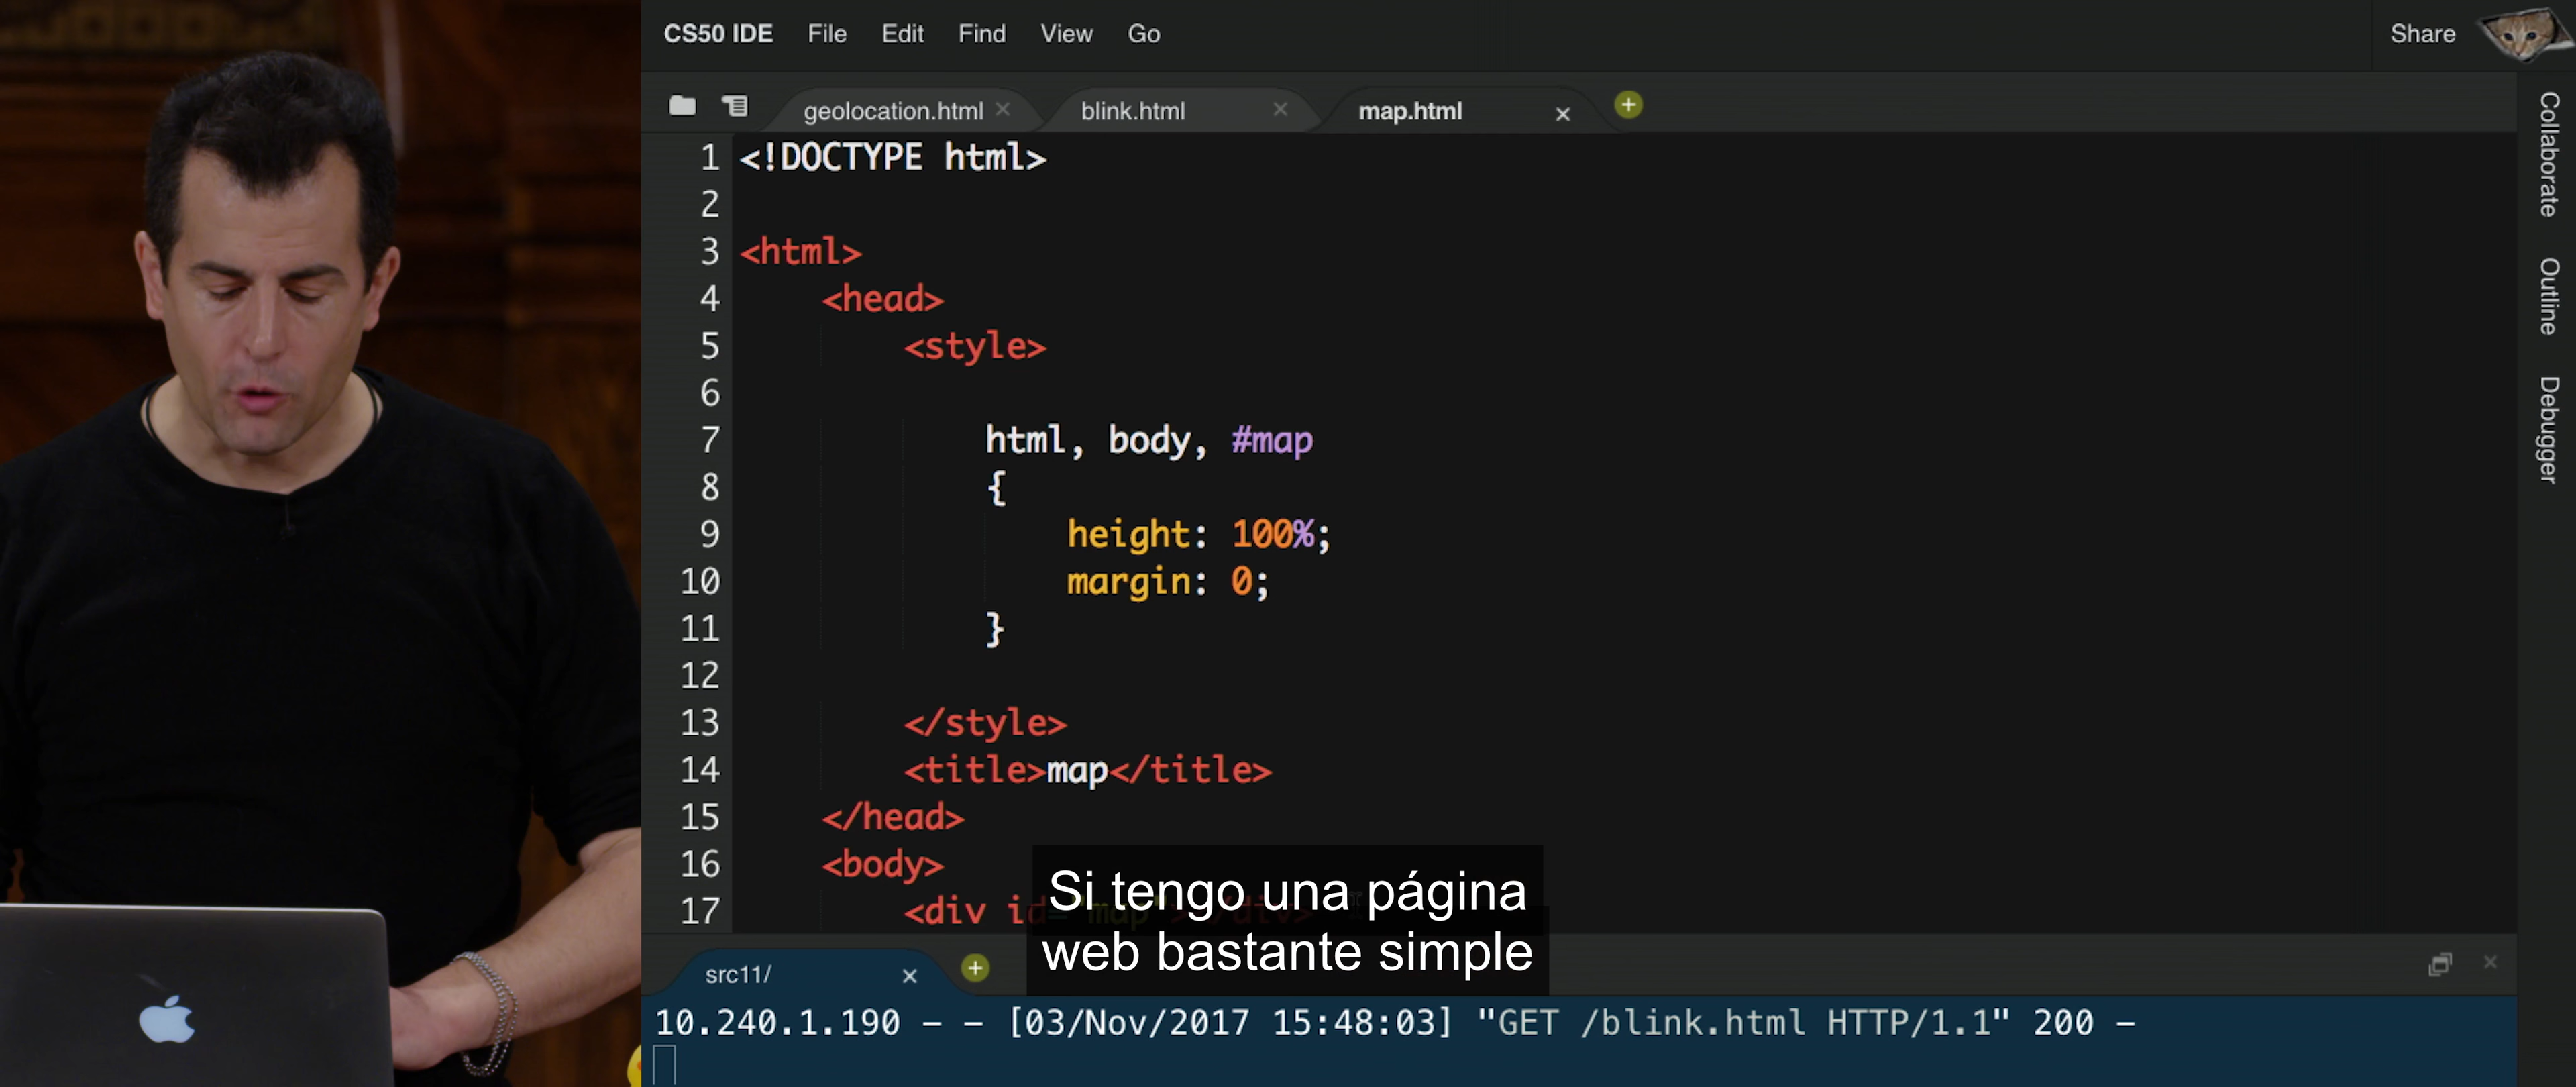 CS50 IDE File Edit Find View Go Share
geolocation.html blink.html map.html
1 <!DOCTYPE html>
2
3 <html>
4 <head>
5 <style>
6
7 html, body, #map
8 {
9 height: 100%;
10 margin: 0;
11 }
12
13 </style>
14 <title>map</title>
15 </head>
16 <body>
17 <div id="map"></div>
Si tengo una página
web bastante simple
src11/
10.240.1.190 - - [03/Nov/2017 15:48:03] "GET /blink.html HTTP/1.1" 200 -
Collaborate
Outline
Debugger